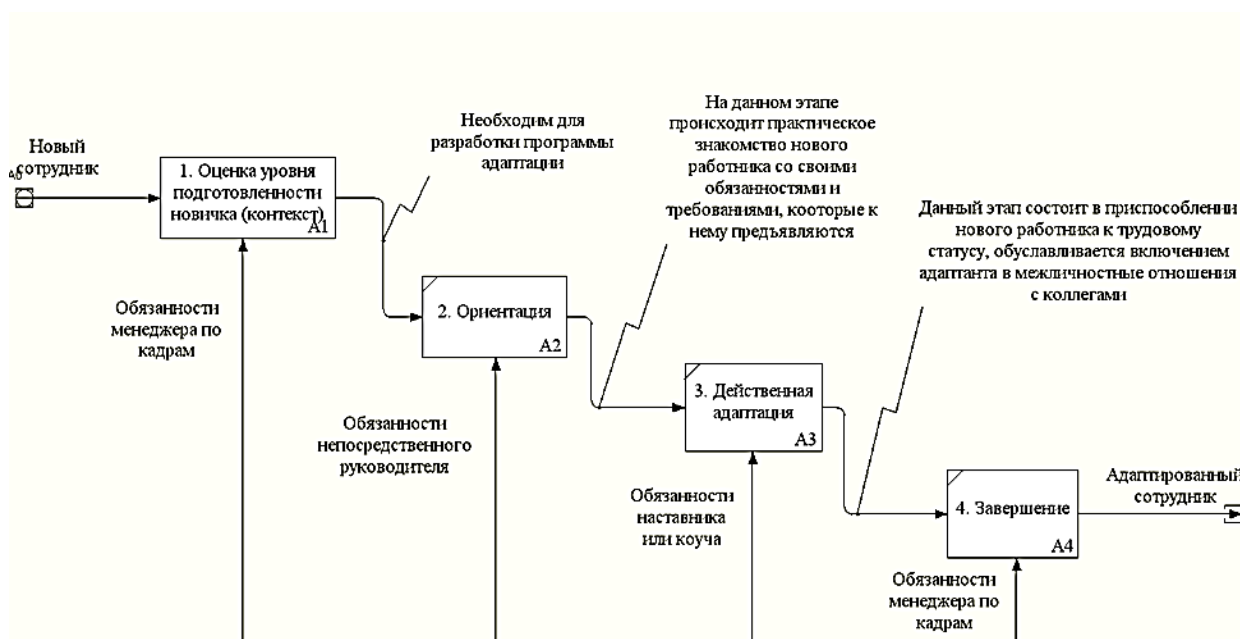 Новый
сотрудник
1. Оценка уровня
подготовленности
новичка (контекст)
A1
Необходим для
разработки программы
адаптации
На данном этапе
происходит практическое
знакомство нового
работника со своими
обязанностями и
требованиями, кооторые к
нему предъявляются
Данный этап состоит в приспособлении
нового работника к трудовому
статусу, обуславливается включением
адаптанта в межличностные отношения
с коллегами
Обязанности
менеджера по
кадрам
2. Ориентация
A2
Обязанности
непосредственного
руководителя
3. Действенная
адаптация
A3
Обязанности
наставника
или коуча
4. Завершение
A4
Адаптированный
сотрудник
Обязанности
менеджера по
кадрам